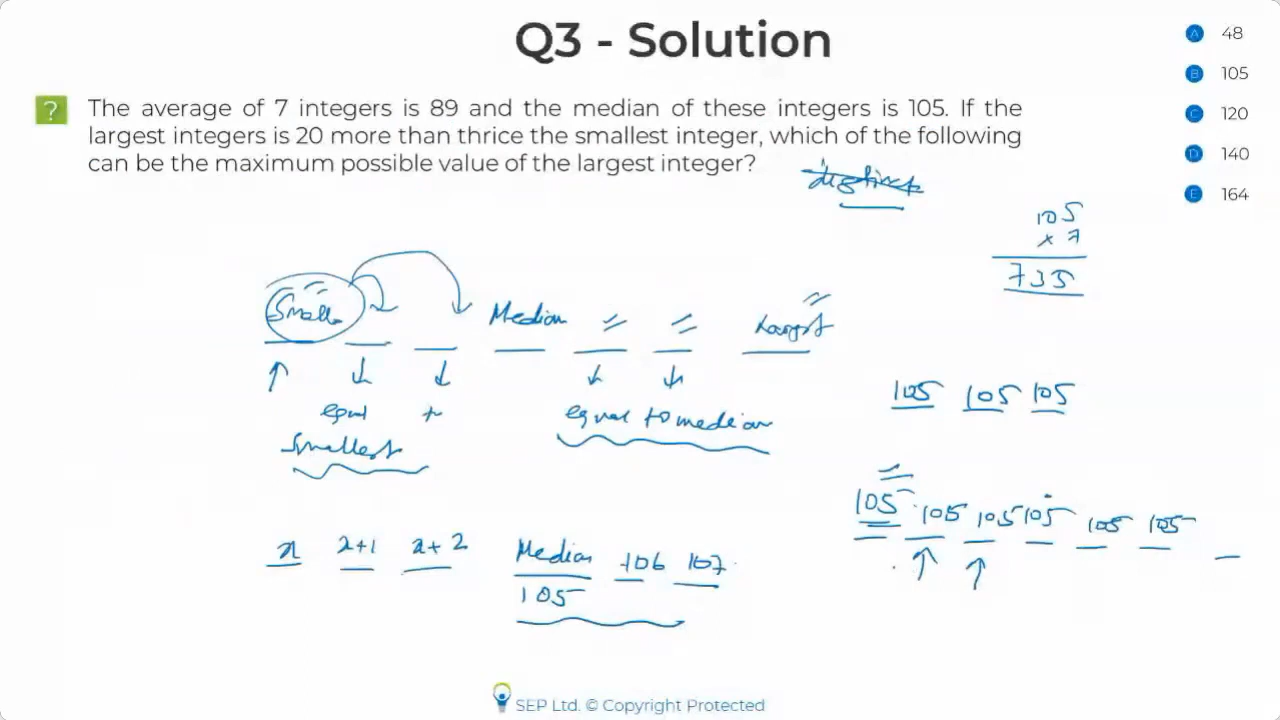 Q3 - Solution
A 48
B 105
C 120
D 140
E 164
?
The average of 7 integers is 89 and the median of these integers is 105. If the
largest integers is 20 more than thrice the smallest integer, which of the following
can be the maximum possible value of the largest integer?
distinct
105
x 7
735
Small Median Largest
equal equal to median
smallest
105 105 105
105 105 105 105 105 105
x x+1 x+2 Median 106 107
105
SEP Ltd. © Copyright Protected